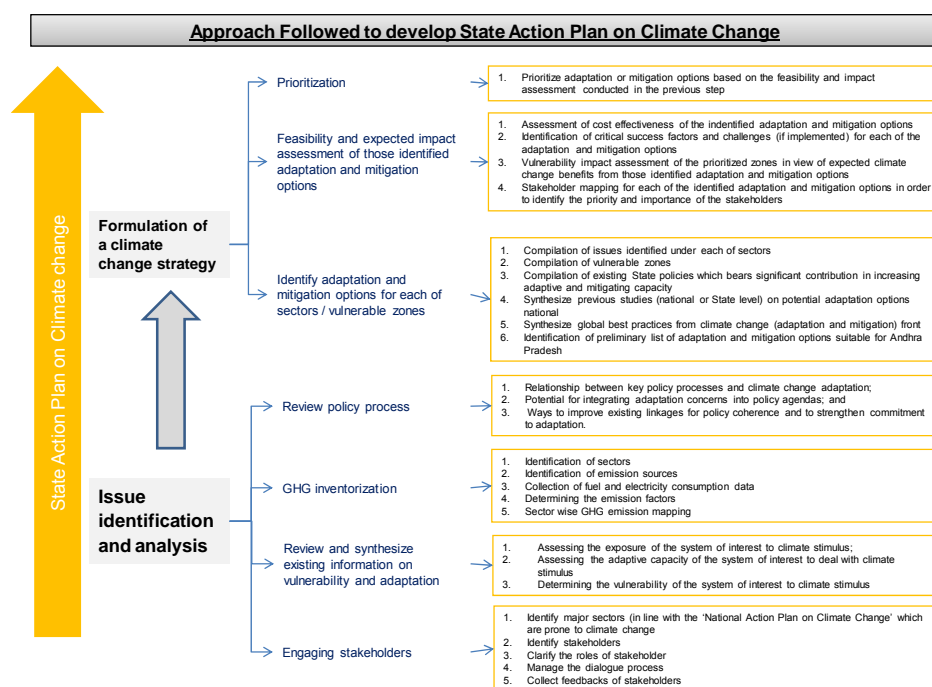 Approach Followed to develop State Action Plan on Climate Change
State Action Plan on Climate change
Formulation of
a climate
change strategy
Issue
identification
and analysis
Prioritization
1. Prioritize adaptation or mitigation options based on the feasibility and impact
assessment conducted in the previous step
Feasibility and expected impact
assessment of those identified
adaptation and mitigation
options
1. Assessment of cost effectiveness of the indentified adaptation and mitigation options
2. Identification of critical success factors and challenges (if implemented) for each of the
adaptation and mitigation options
3. Vulnerability impact assessment of the prioritized zones in view of expected climate
change benefits from those identified adaptation and mitigation options
4. Stakeholder mapping for each of the identified adaptation and mitigation options in order
to identify the priority and importance of the stakeholders
Identify adaptation and
mitigation options for each of
sectors / vulnerable zones
1. Compilation of issues identified under each of sectors
2. Compilation of vulnerable zones
3. Compilation of existing State policies which bears significant contribution in increasing
adaptive and mitigating capacity
4. Synthesize previous studies (national or State level) on potential adaptation options
national
5. Synthesize global best practices from climate change (adaptation and mitigation) front
6. Identification of preliminary list of adaptation and mitigation options suitable for Andhra
Pradesh
Review policy process
1. Relationship between key policy processes and climate change adaptation;
2. Potential for integrating adaptation concerns into policy agendas; and
3. Ways to improve existing linkages for policy coherence and to strengthen commitment
to adaptation.
GHG inventorization
1. Identification of sectors
2. Identification of emission sources
3. Collection of fuel and electricity consumption data
4. Determining the emission factors
5. Sector wise GHG emission mapping
Review and synthesize
existing information on
vulnerability and adaptation
1. Assessing the exposure of the system of interest to climate stimulus;
2. Assessing the adaptive capacity of the system of interest to deal with climate
stimulus
3. Determining the vulnerability of the system of interest to climate stimulus
Engaging stakeholders
1. Identify major sectors (in line with the ‘National Action Plan on Climate Change’ which
are prone to climate change
2. Identify stakeholders
3. Clarify the roles of stakeholder
4. Manage the dialogue process
5. Collect feedbacks of stakeholders